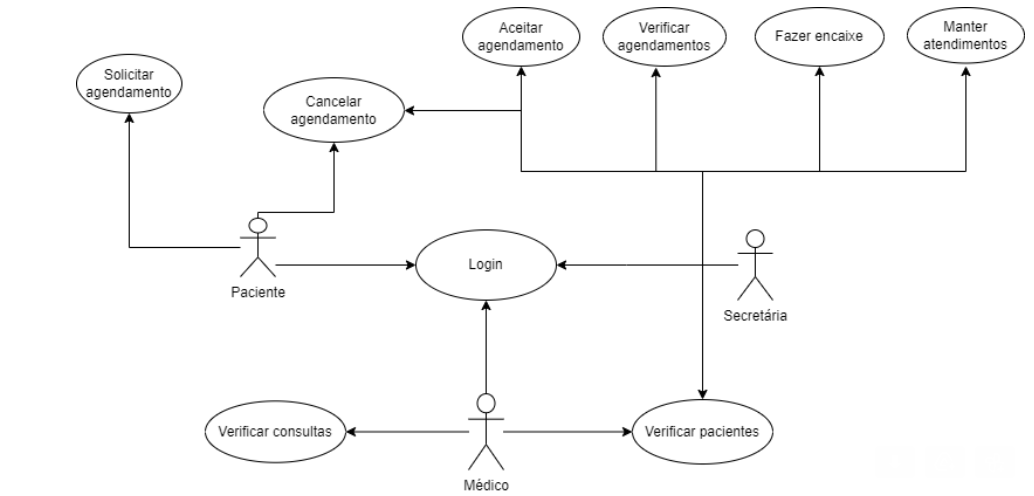 Aceitar
agendamento
Verificar
agendamentos
Fazer encaixe
Manter
atendimentos
Solicitar
agendamento
Cancelar
agendamento
Login
Paciente
Secretária
Verificar consultas
Verificar pacientes
Médico